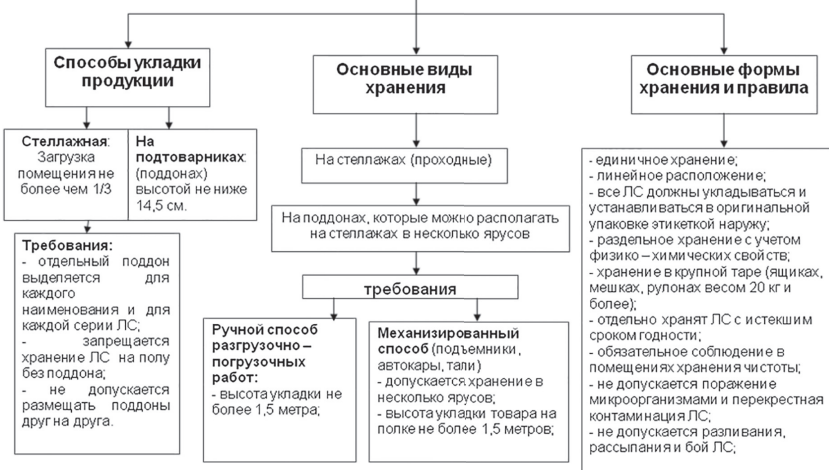 Способы укладки
продукции
Стеллажная:
Загрузка
помещения не
более чем 1/3
На
подтоварниках:
(поддонах)
высотой не ниже
14,5 см.
Требования:
- отдельный поддон
выделяется для
каждого
наименования и для
каждой серии ЛС;
- запрещается
хранение ЛС на полу
без поддона;
- не допускается
размещать поддоны
друг на друга.
Основные виды
хранения
На стеллажах (проходные)
На поддонах, которые можно располагать
на стеллажах в несколько ярусов
требования
Ручной способ
разгрузочно –
погрузочных
работ:
- высота укладки не
более 1,5 метра;
Механизированный
способ (подъемники,
автокары, тали)
- допускается хранение в
несколько ярусов;
- высота укладки товара на
полке не более 1,5 метров;
Основные формы
хранения и правила
- единичное хранение;
- линейное расположение;
- все ЛС должны укладываться и
устанавливаться в оригинальной
упаковке этикеткой наружу;
- раздельное хранение с учетом
физико – химических свойств;
- хранение в крупной таре (ящиках,
мешках, рулонах весом 20 кг и
более);
- отдельно хранят ЛС с истекшим
сроком годности;
- обязательное соблюдение в
помещениях хранения чистоты;
- не допускается поражение
микроорганизмами и перекрестная
контаминация ЛС;
- не допускается разливания,
рассыпания и бой ЛС;